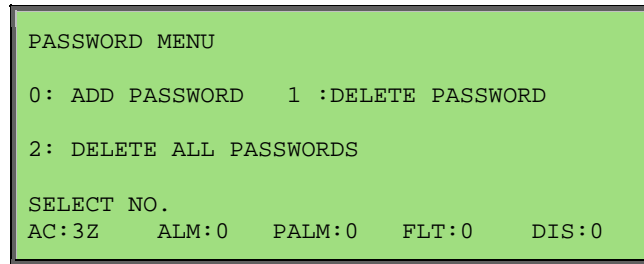 PASSWORD MENU
0: ADD PASSWORD 1 :DELETE PASSWORD
2: DELETE ALL PASSWORDS
SELECT NO.
AC:3Z ALM:0 PALM:0 FLT:0 DIS:0